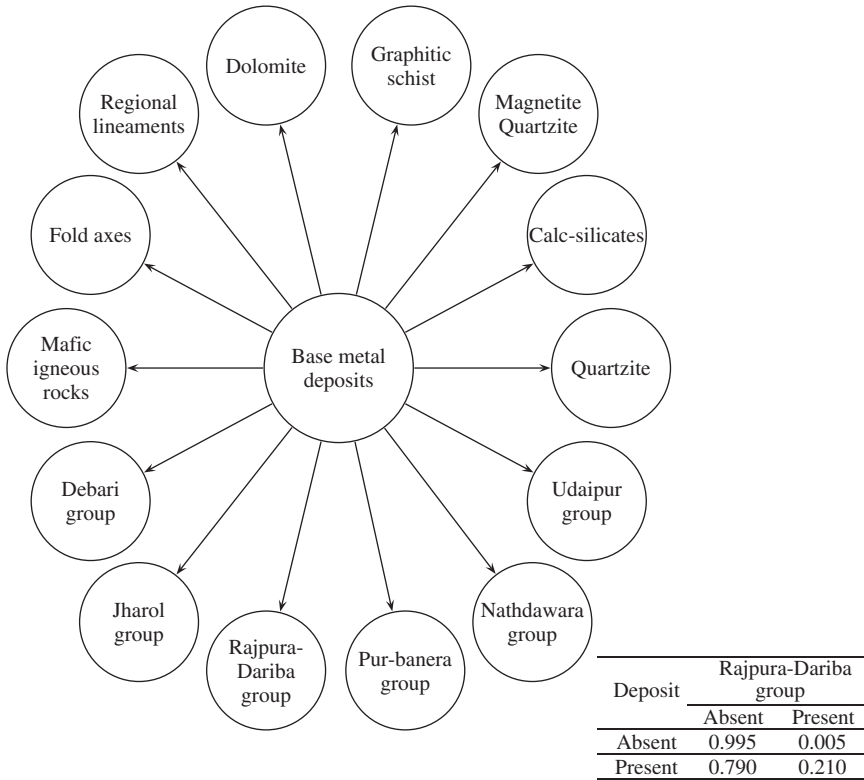 Graphitic
schist
Dolomite
Magnetite
Quartzite
Regional
lineaments
Fold axes
Calc-silicates
Mafic
igneous
rocks
Base metal
deposits
Quartzite
Debari
group
Udaipur
group
Jharol
group
Rajpura-
Dariba
group
Pur-banera
group
Nathdawara
group
Deposit Rajpura-Dariba
group
Absent Present
Absent 0.995 0.005
Present 0.790 0.210